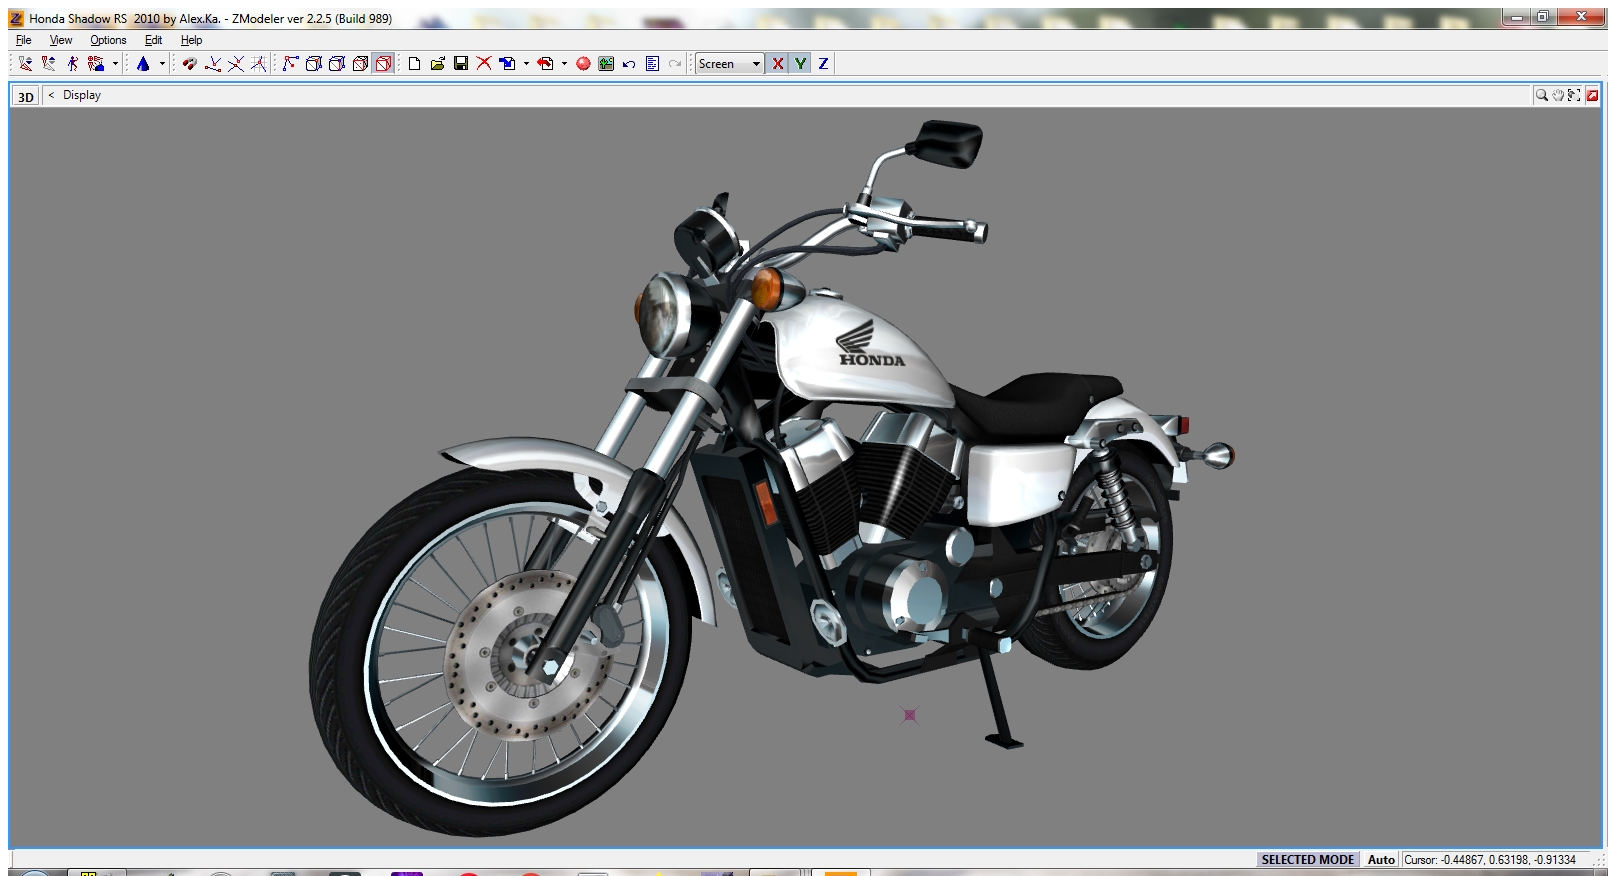 Honda Shadow RS  2010 by Alex.Ka. - ZModeler ver 2.2.5 (Build 989)
File View Options Edit Help
Screen X Y Z
3D < Display
HONDA
SELECTED MODE Auto Cursor: -0.44867, 0.63198, -0.91334